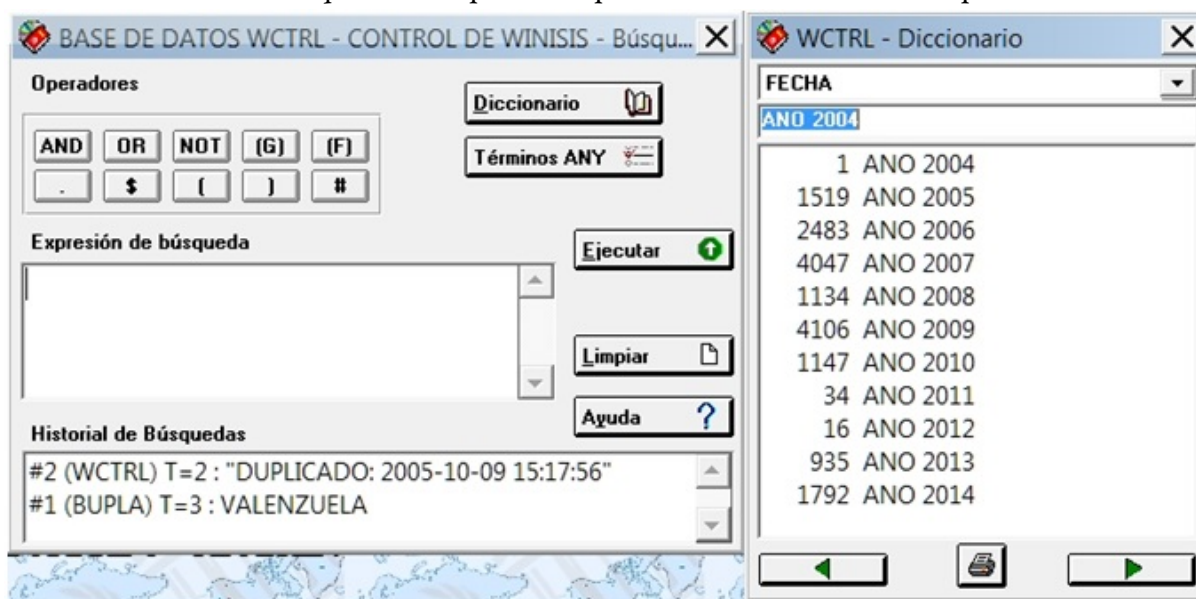 BASE DE DATOS WCTRL - CONTROL DE WINISIS - Búsqu...
Operadores
AND OR NOT (G) (F)
. $ ( ) #
Diccionario
Términos ANY
Expresión de búsqueda
Ejecutar
Limpiar
Ayuda ?
Historial de Búsquedas
#2 (WCTRL) T=2 : "DUPLICADO: 2005-10-09 15:17:56"
#1 (BUPLA) T=3 : VALENZUELA
WCTRL - Diccionario
FECHA
ANO 2004
1 ANO 2004
1519 ANO 2005
2483 ANO 2006
4047 ANO 2007
1134 ANO 2008
4106 ANO 2009
1147 ANO 2010
34 ANO 2011
16 ANO 2012
935 ANO 2013
1792 ANO 2014